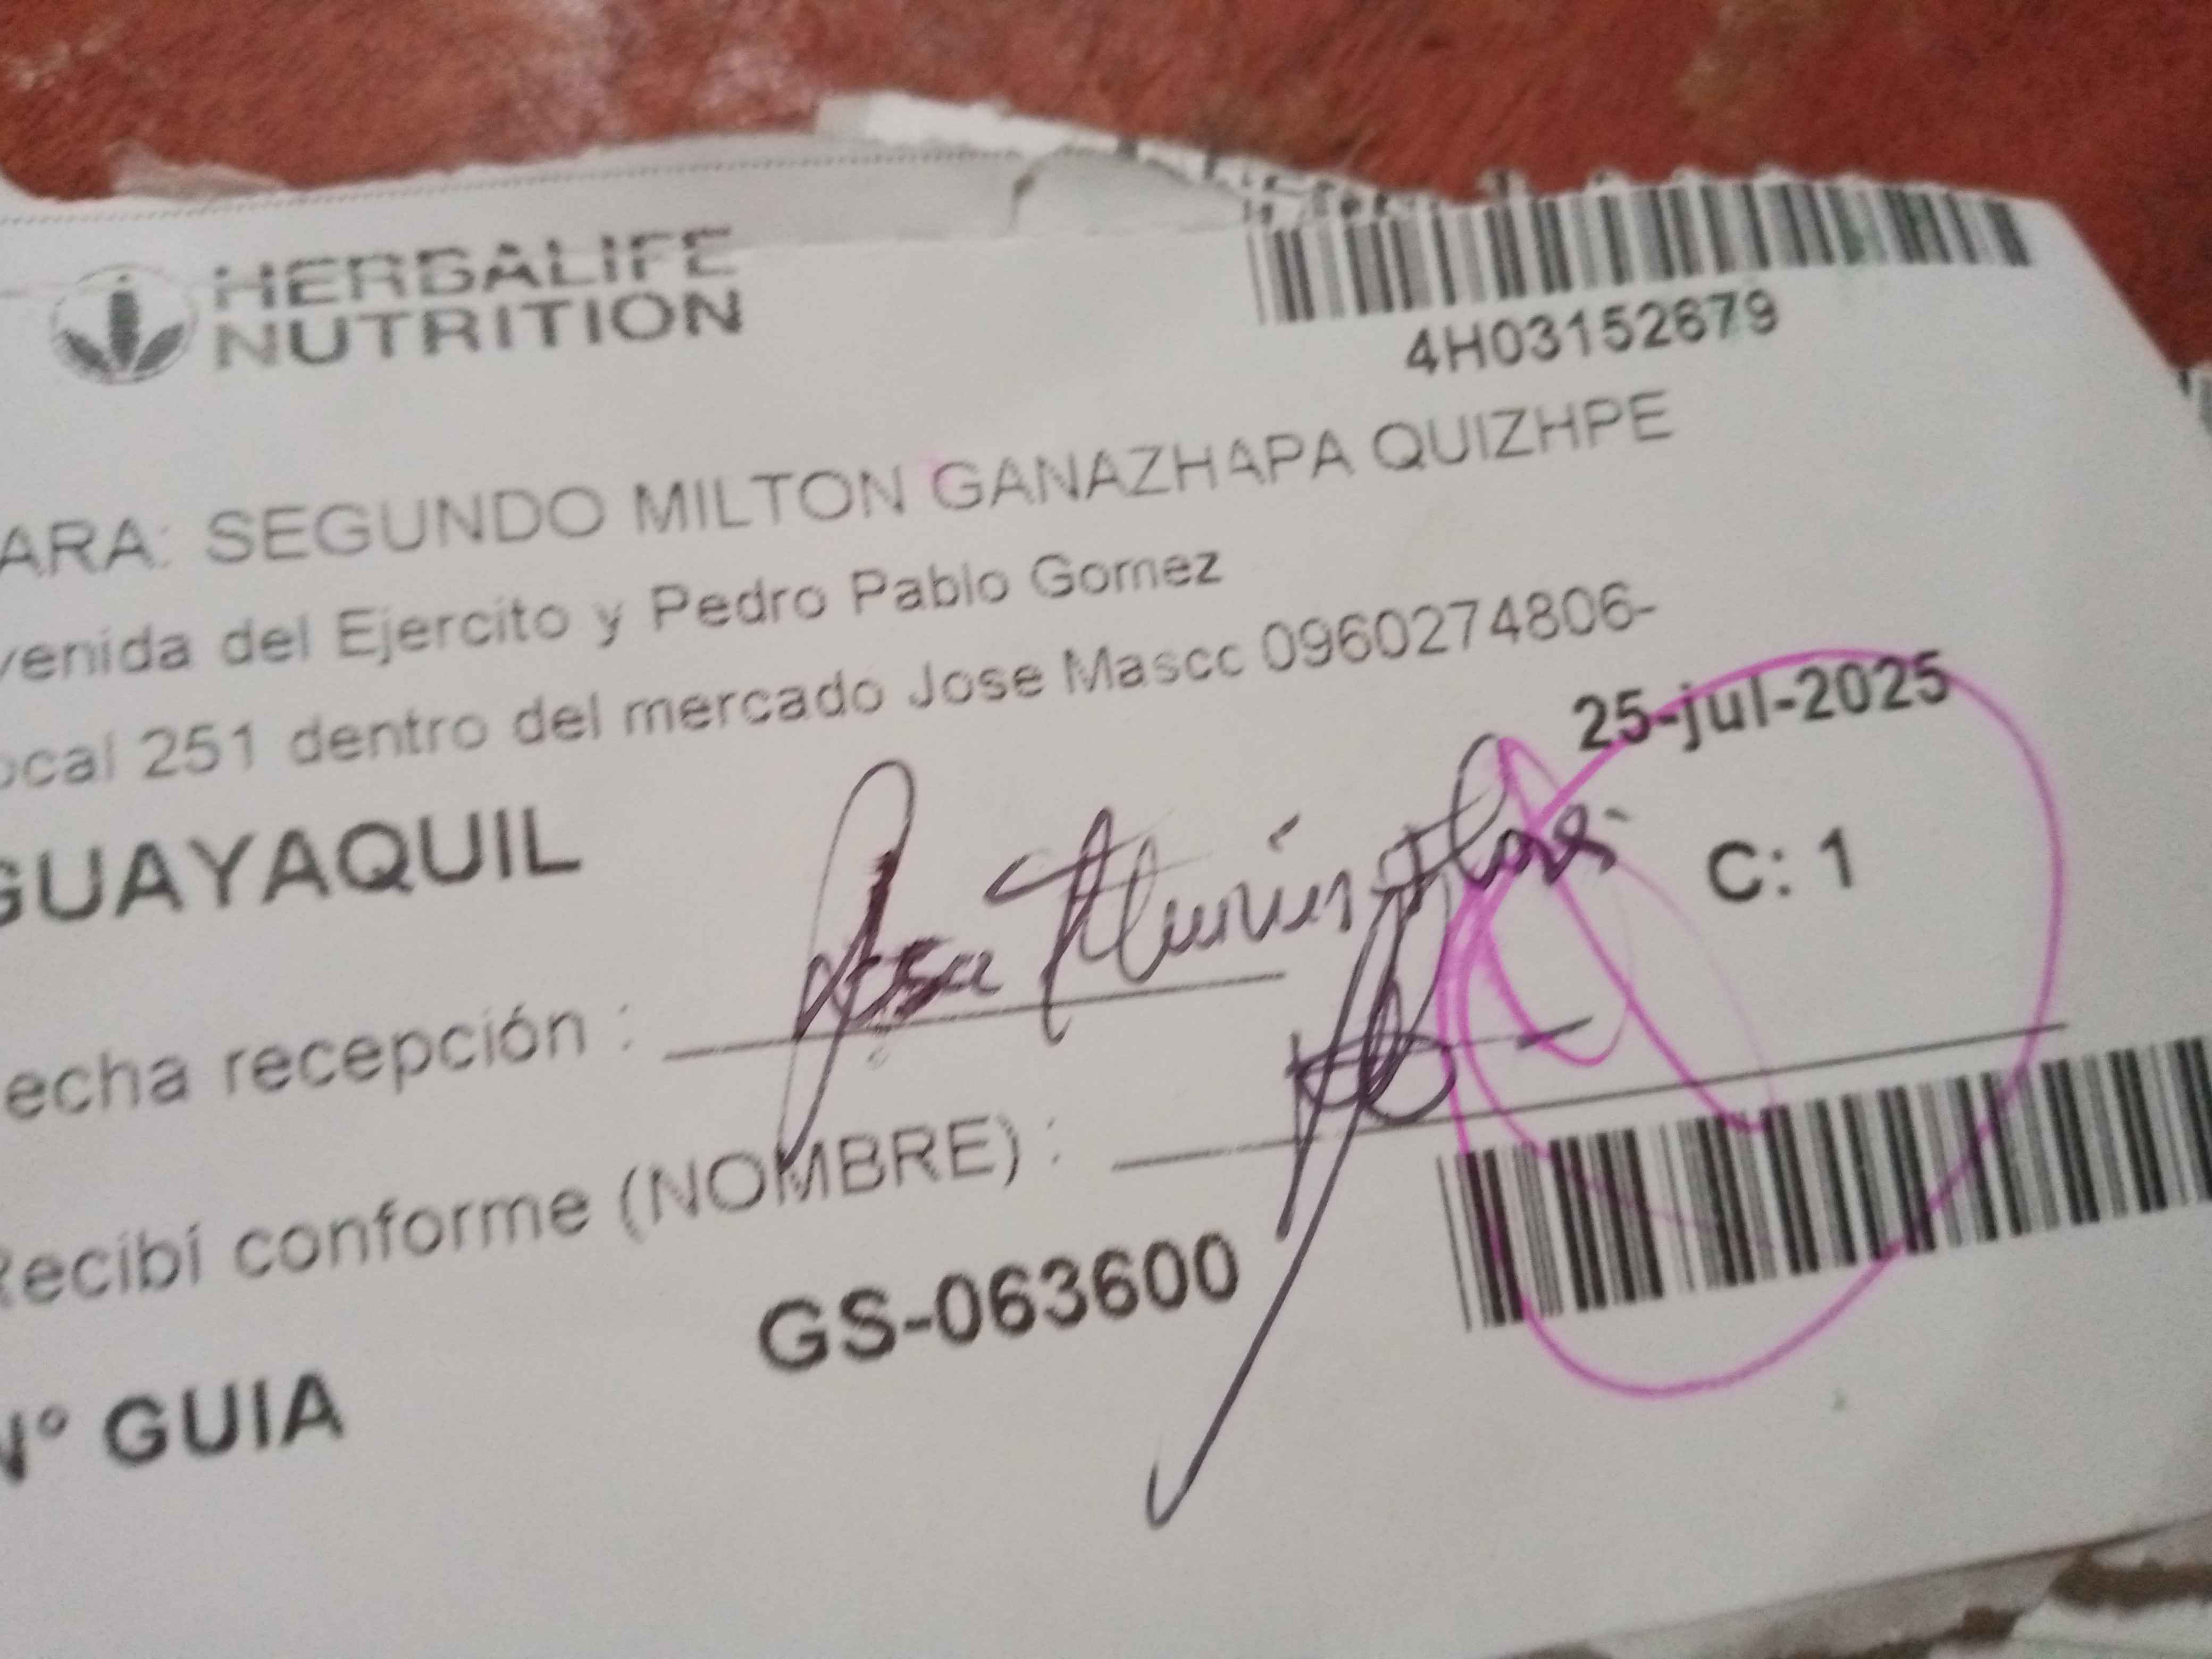 HERBALIFE
NUTRITION
4H03152679
ARA: SEGUNDO MILTON GANAZHAPA QUIZHPE
venida del Ejercito y Pedro Pablo Gomez
ocal 251 dentro del mercado Jose Mascc 0960274806-
25-jul-2025
GUAYAQUIL
C: 1
echa recepción :
Recibí conforme (NOMBRE) :
GS-063600
N° GUIA